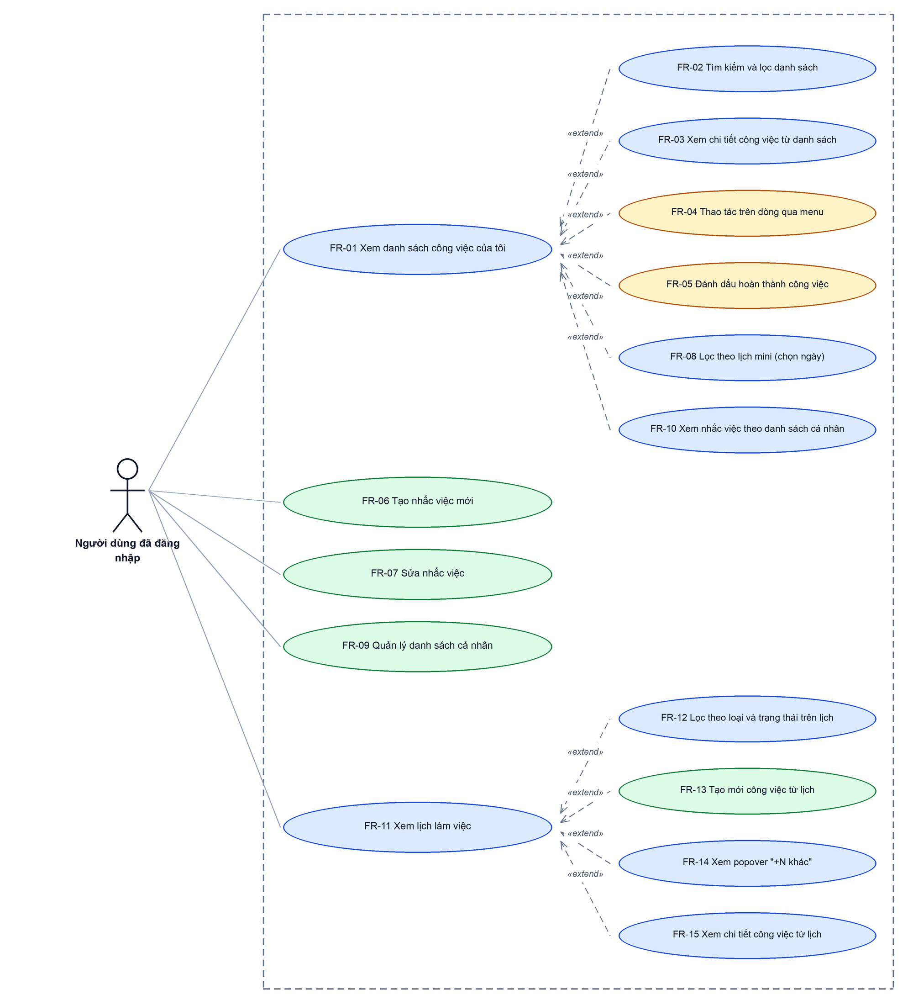 FR-02 Tìm kiếm và lọc danh sách
«extend»
FR-03 Xem chi tiết công việc từ danh sách
«extend»
FR-04 Thao tác trên dòng qua menu
«extend»
FR-01 Xem danh sách công việc của tôi
«extend»
FR-05 Đánh dấu hoàn thành công việc
«extend»
«extend»
FR-08 Lọc theo lịch mini (chọn ngày)
FR-10 Xem nhắc việc theo danh sách cá nhân
FR-06 Tạo nhắc việc mới
Người dùng đã đăng
nhập
FR-07 Sửa nhắc việc
FR-09 Quản lý danh sách cá nhân
FR-12 Lọc theo loại và trạng thái trên lịch
«extend»
FR-13 Tạo mới công việc từ lịch
«extend»
FR-11 Xem lịch làm việc
«extend»
FR-14 Xem popover "+N khác"
«extend»
FR-15 Xem chi tiết công việc từ lịch